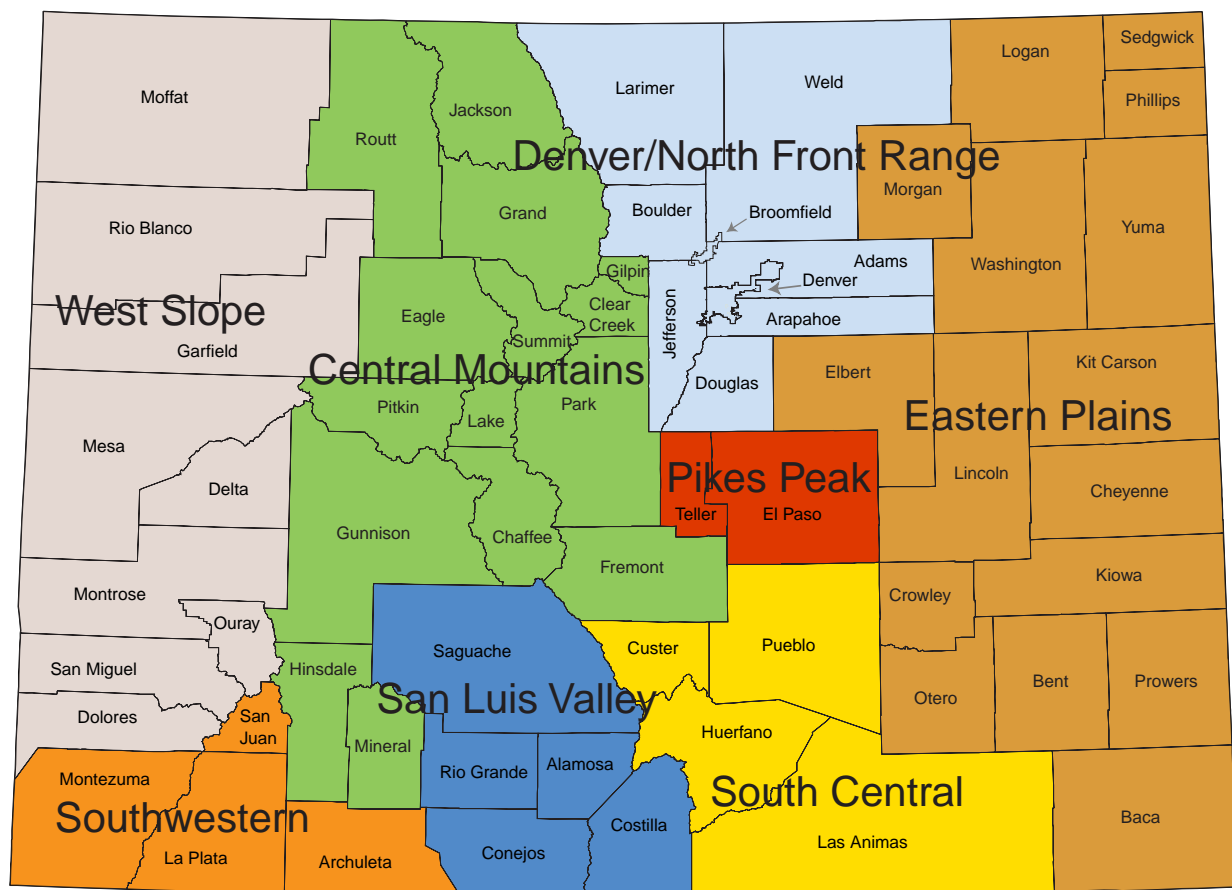 Sedgwick
Logan
Larimer
Weld
Moffat
Phillips
Jackson
Routt
Denver/North Front Range
Morgan
Boulder
Broomfield
Grand
Rio Blanco
Yuma
Adams
Washington
Gilpin
Denver
Clear
Creek
West Slope
Eagle
Arapahoe
Jefferson
Summit
Garfield
Kit Carson
Central Mountains
Elbert
Douglas
Pitkin
Park
Lake
Eastern Plains
Mesa
Pikes Peak
Lincoln
Delta
Cheyenne
Teller
El Paso
Gunnison
Chaffee
Fremont
Kiowa
Montrose
Crowley
Ouray
Saguache
Custer
Pueblo
San Miguel
Hinsdale
Bent
Prowers
San Luis Valley
Otero
Dolores
San
Juan
Huerfano
Mineral
Alamosa
Rio Grande
Montezuma
South Central
Southwestern
Costilla
Baca
Las Animas
Conejos
La Plata
Archuleta